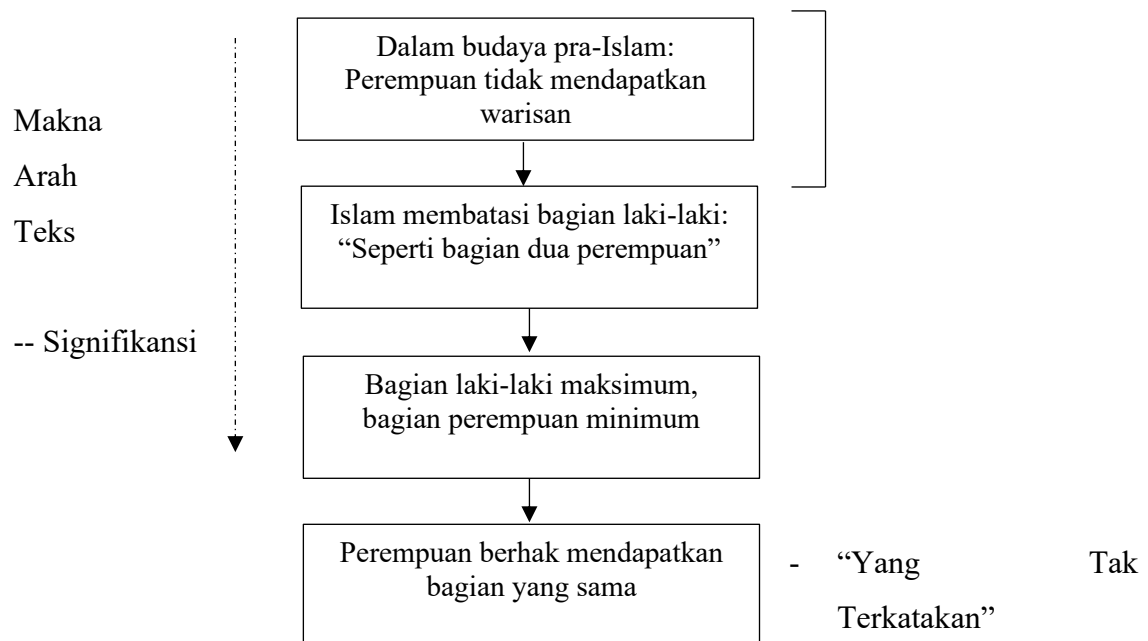 Dalam budaya pra-Islam:
Perempuan tidak mendapatkan
warisan
Makna
Arah
Teks
Islam membatasi bagian laki-laki:
“Seperti bagian dua perempuan”
-- Signifikansi
Bagian laki-laki maksimum,
bagian perempuan minimum
Perempuan berhak mendapatkan
bagian yang sama
- “Yang Tak
Terkatakan”